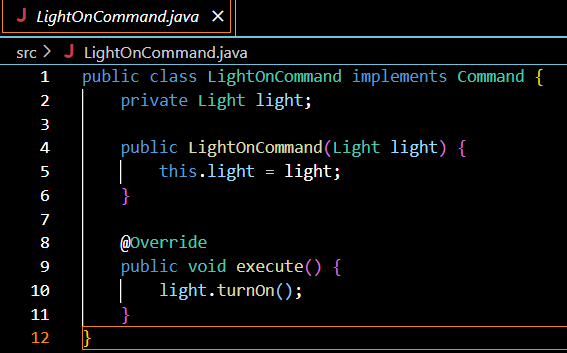 J LightOnCommand.java ×
src > J LightOnCommand.java
1 public class LightOnCommand implements Command {
2     private Light light;
3
4     public LightOnCommand(Light light) {
5         this.light = light;
6     }
7
8     @Override
9     public void execute() {
10         light.turnOn();
11     }
12 }